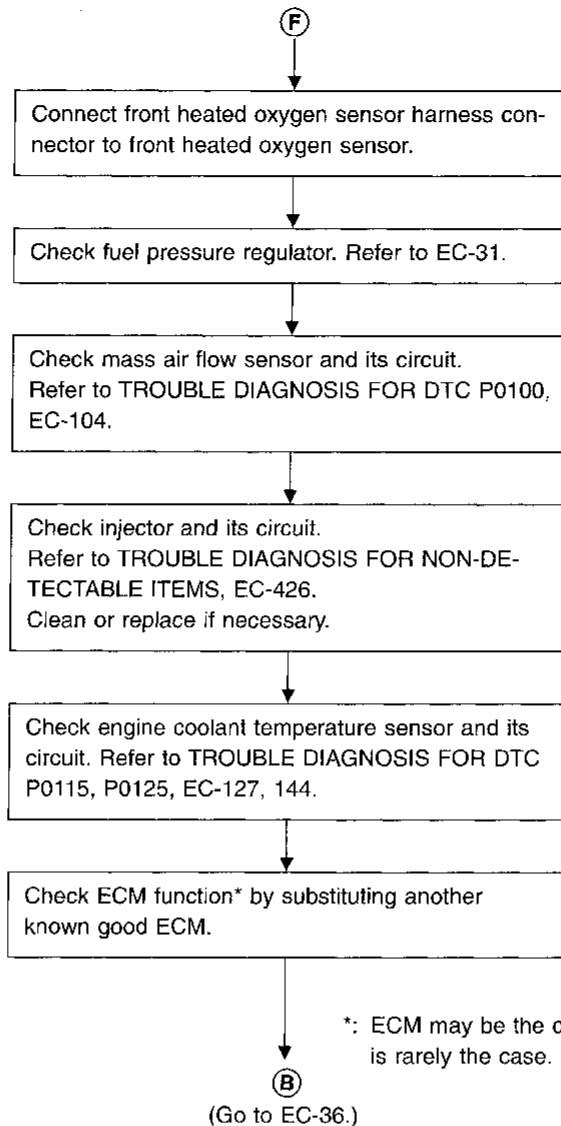 F
Connect front heated oxygen sensor harness con-
nector to front heated oxygen sensor.
Check fuel pressure regulator. Refer to EC-31.
Check mass air flow sensor and its circuit.
Refer to TROUBLE DIAGNOSIS FOR DTC P0100,
EC-104.
Check injector and its circuit.
Refer to TROUBLE DIAGNOSIS FOR NON-DE-
TECTABLE ITEMS, EC-426.
Clean or replace if necessary.
Check engine coolant temperature sensor and its
circuit. Refer to TROUBLE DIAGNOSIS FOR DTC
P0115, P0125, EC-127, 144.
Check ECM function* by substituting another
known good ECM.
*: ECM may be the
is rarely the case.
B
(Go to EC-36.)